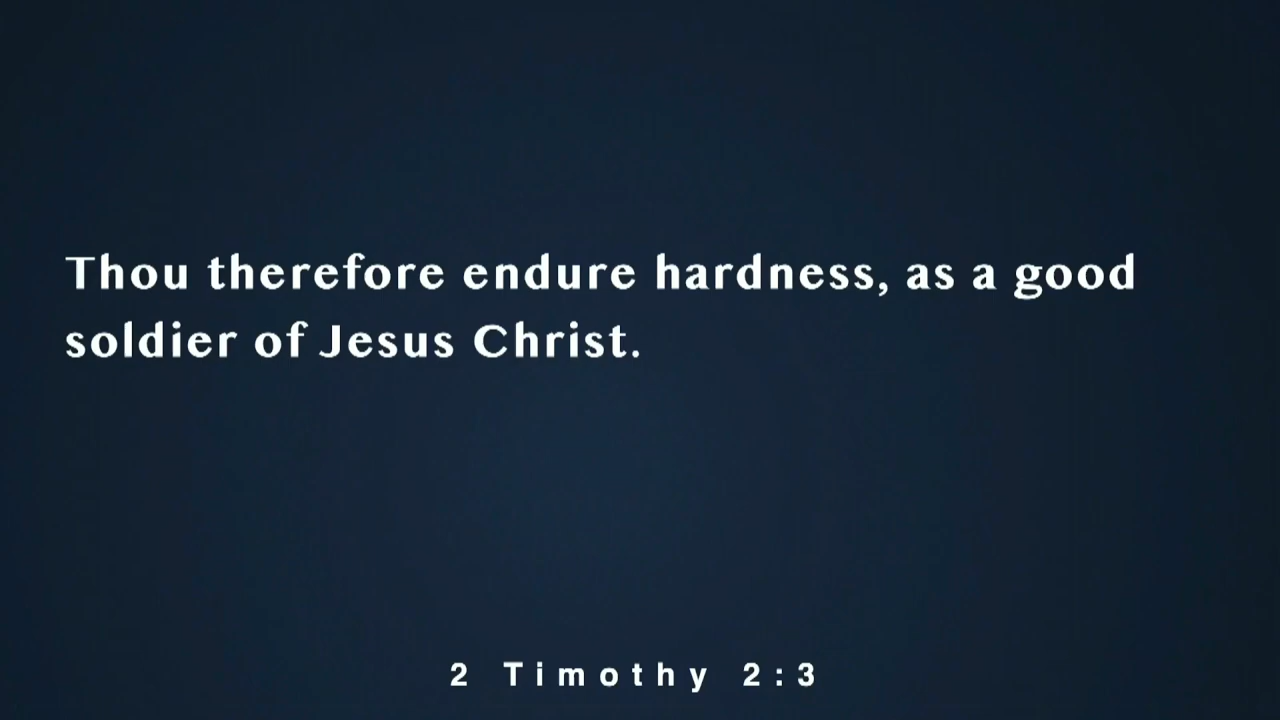 Thou therefore endure hardness, as a good
soldier of Jesus Christ.
2 Timothy 2:3